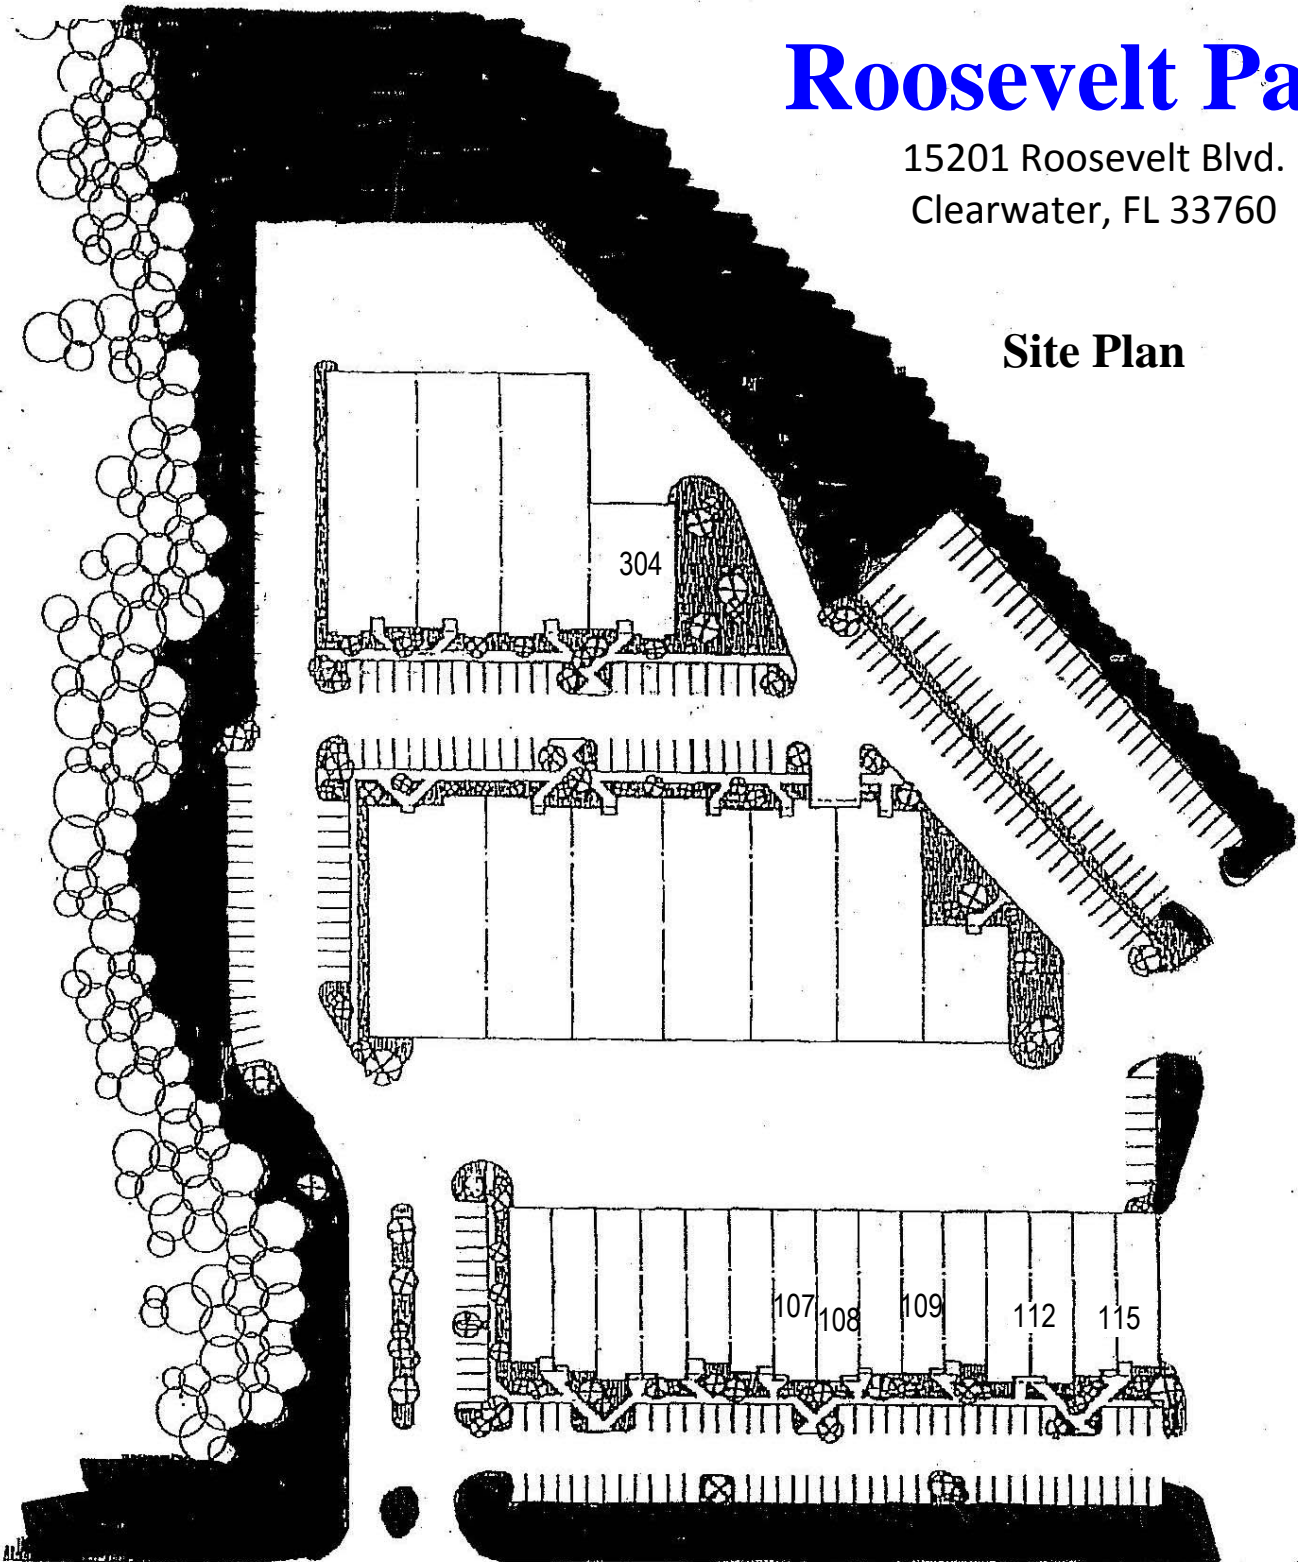 Roosevelt Pa
15201 Roosevelt Blvd.
Clearwater, FL 33760
Site Plan
304
107
108
109
112
115